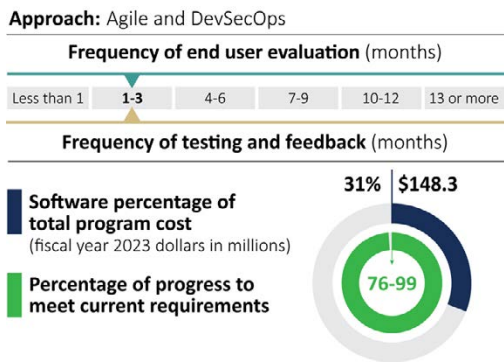 Approach: Agile and DevSecOps
Frequency of end user evaluation (months)
Less than 1 1-3 4-6 7-9 10-12 13 or more
Frequency of testing and feedback (months)
31% $148.3
Software percentage of
total program cost
(fiscal year 2023 dollars in millions)
Percentage of progress to
meet current requirements
76-99